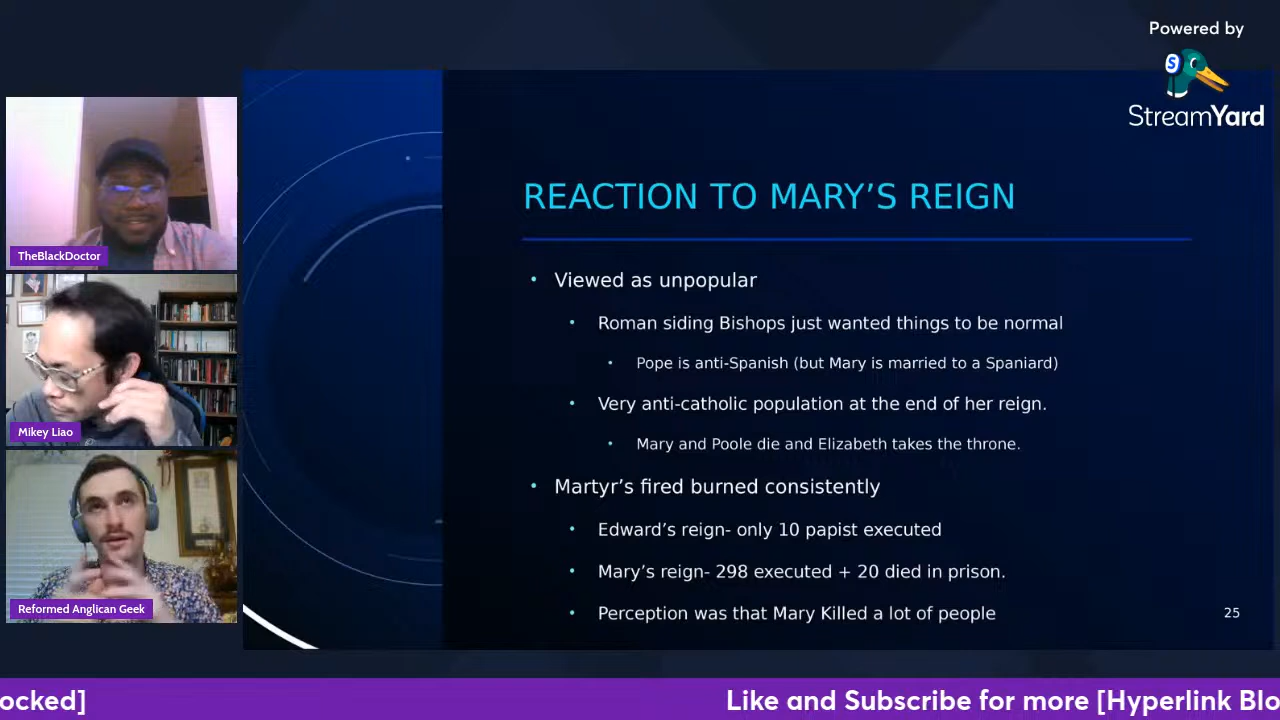 Powered by
StreamYard
TheBlackDoctor
Mikey Liao
Reformed Anglican Geek
REACTION TO MARY’S REIGN
• Viewed as unpopular
• Roman siding Bishops just wanted things to be normal
• Pope is anti-Spanish (but Mary is married to a Spaniard)
• Very anti-catholic population at the end of her reign.
• Mary and Poole die and Elizabeth takes the throne.
• Martyr’s fired burned consistently
• Edward’s reign- only 10 papist executed
• Mary’s reign- 298 executed + 20 died in prison.
• Perception was that Mary Killed a lot of people
25
ocked]
Like and Subscribe for more [Hyperlink Blo